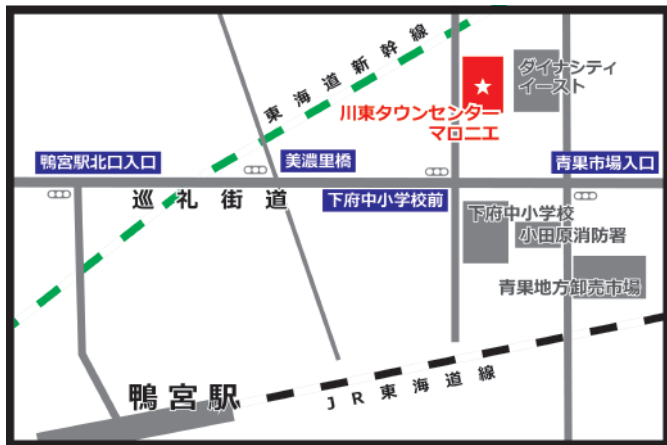 東海道新幹線
ダイナシティ
イースト
川東タウンセンター
マロニエ
鴨宮駅北口入口
美濃里橋
青果市場入口
巡礼街道
下府中小学校前
下府中小学校
小田原消防署
青果地方卸売市場
鴨宮駅
JR東海道線